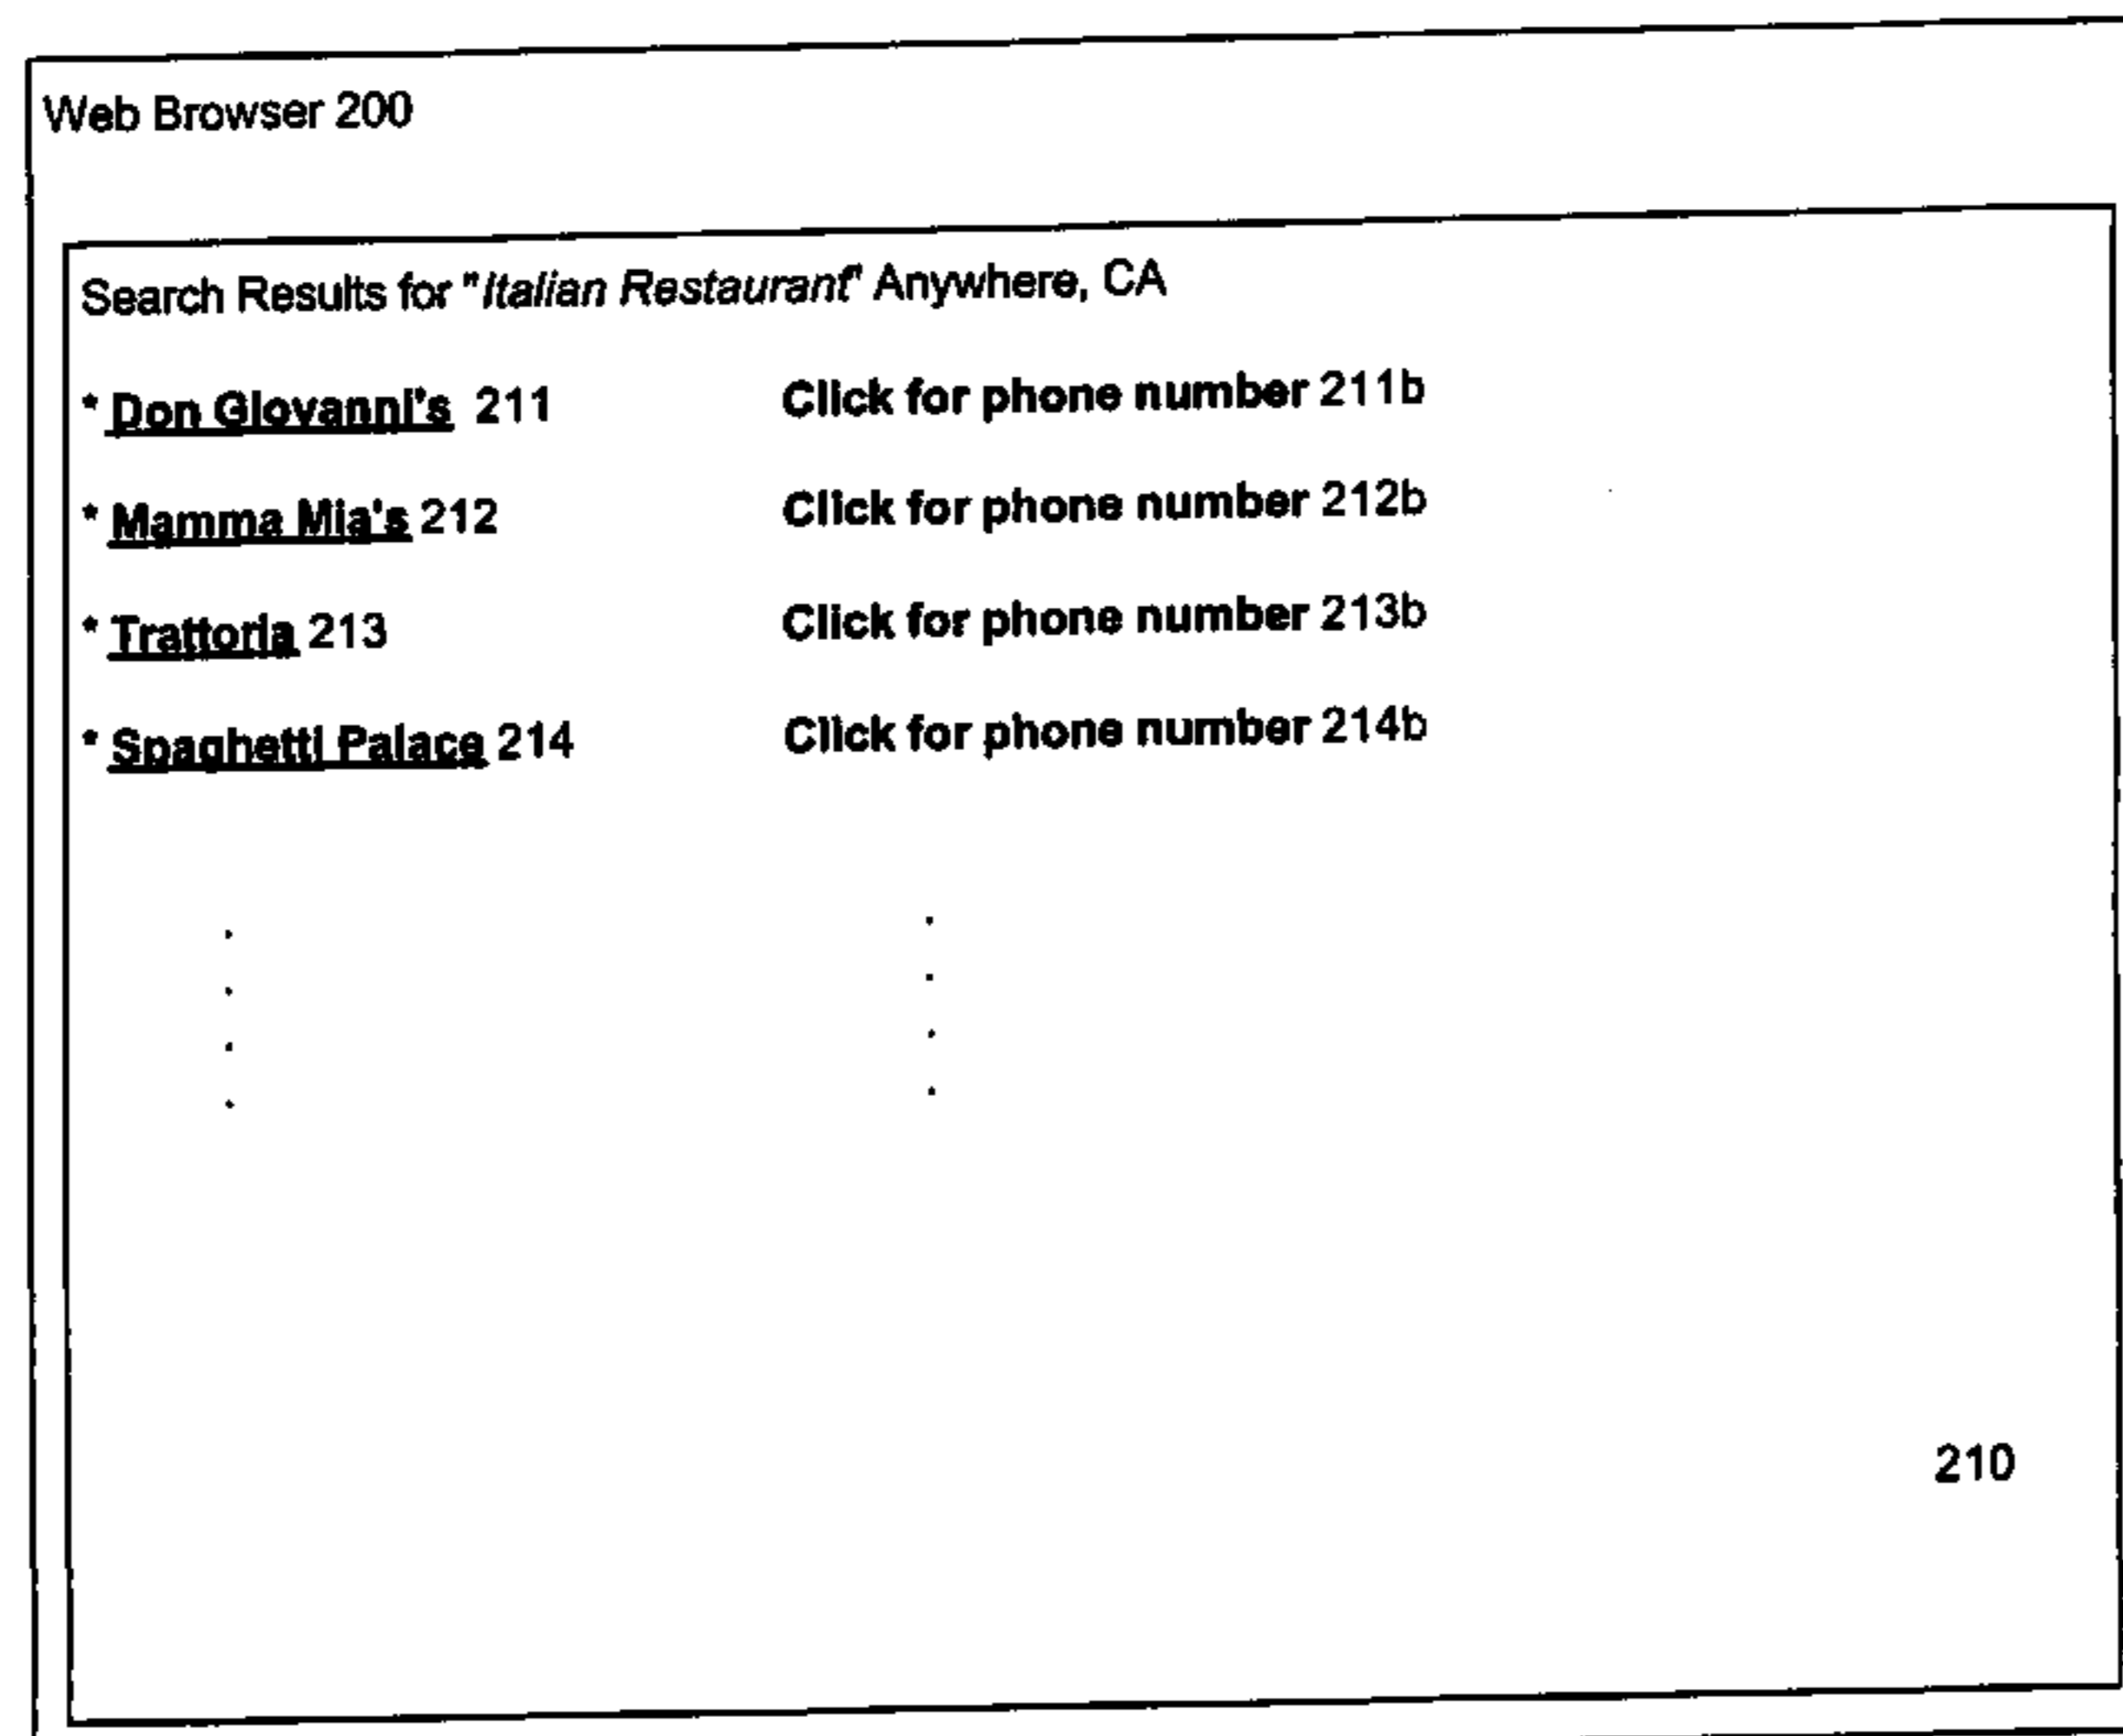 Web Browser 200
Search Results for "Italian Restaurant" Anywhere, CA
* Don Giovanni's 211 Click for phone number 211b
* Mamma Mia's 212 Click for phone number 212b
* Trattoria 213 Click for phone number 213b
* Spaghetti Palace 214 Click for phone number 214b
210